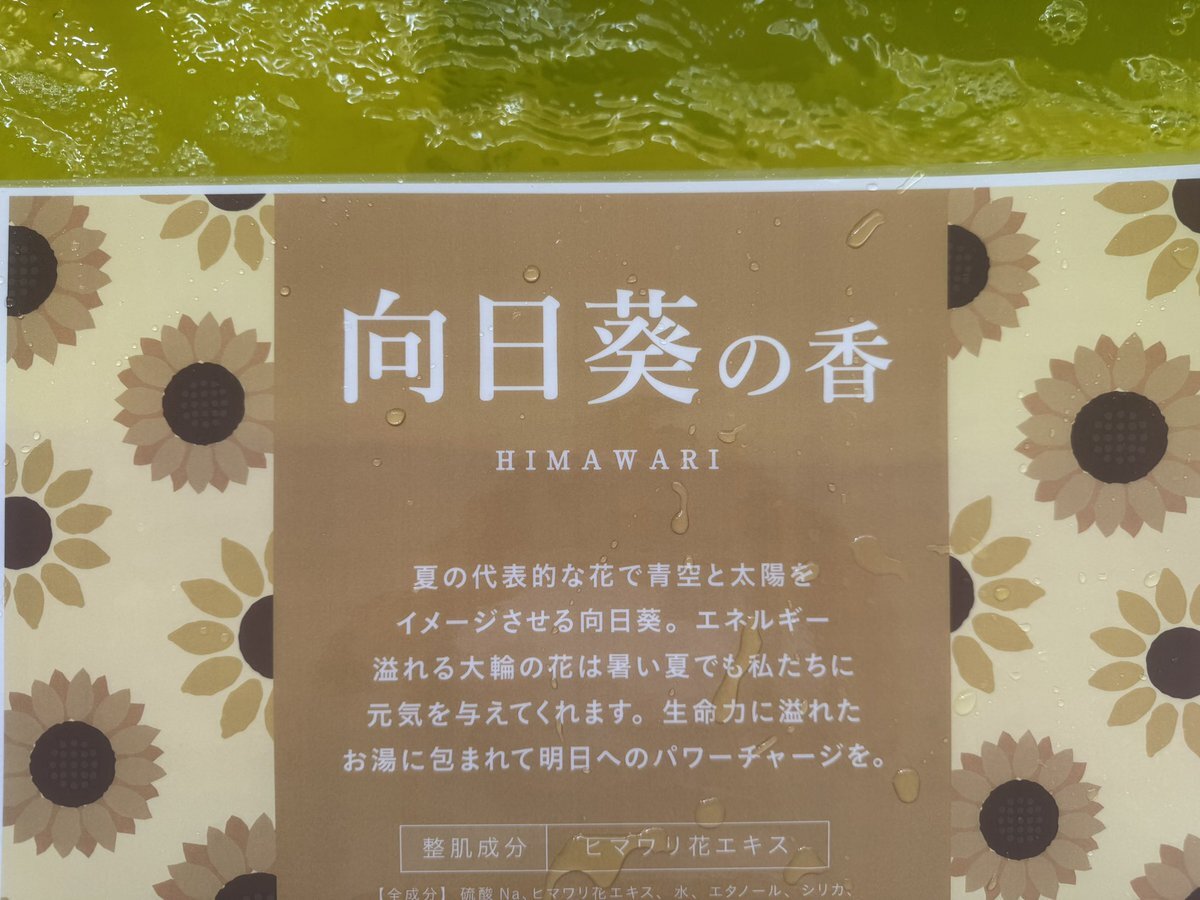 向日葵の香
HIMAWARI
夏の代表的な花で青空と太陽を
イメージさせる向日葵。エネルギー
溢れる大輪の花は暑い夏でも私たちに
元気を与えてくれます。生命力に溢れた
お湯に包まれて明日へのパワーチャージを。
整肌成分 ヒマワリ花エキス
【全成分】硫酸Na、ヒマワリ花エキス、水、エタノール、シリカ、